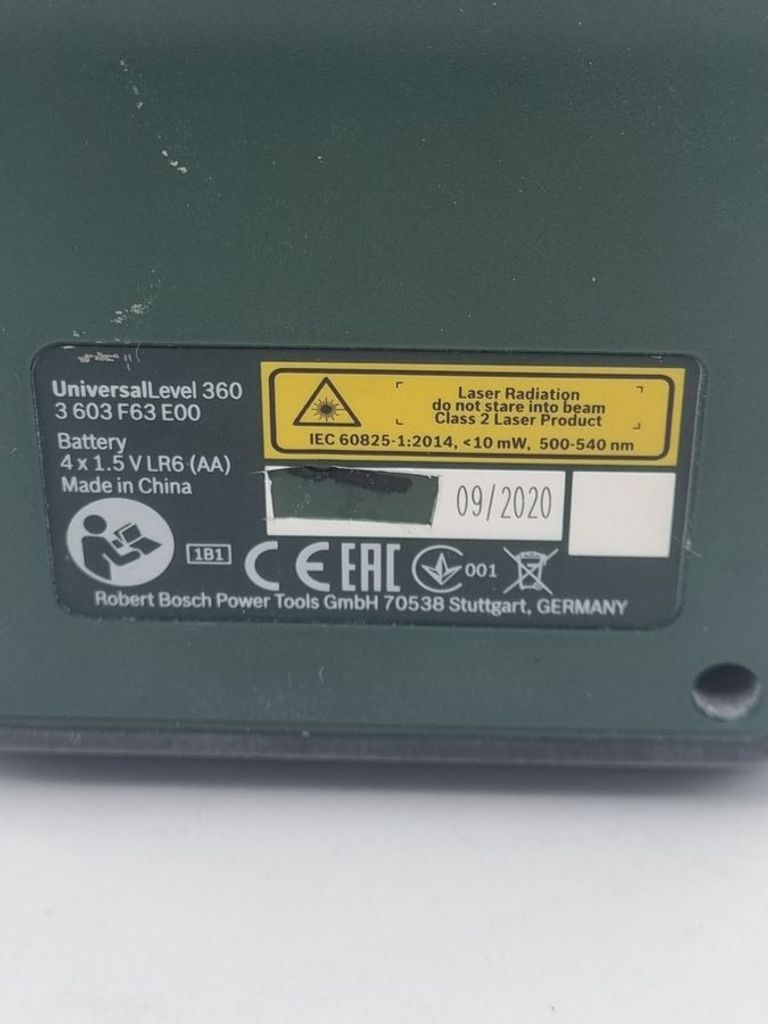 UniversalLevel 360
3 603 F63 E00
Battery
4 x 1.5 V LR6 (AA)
Made in China
Laser Radiation
do not stare into beam
Class 2 Laser Product
IEC 60825-1:2014, <10 mW, 500-540 nm
09/2020
1B1
CE EAC 001
Robert Bosch Power Tools GmbH 70538 Stuttgart, GERMANY